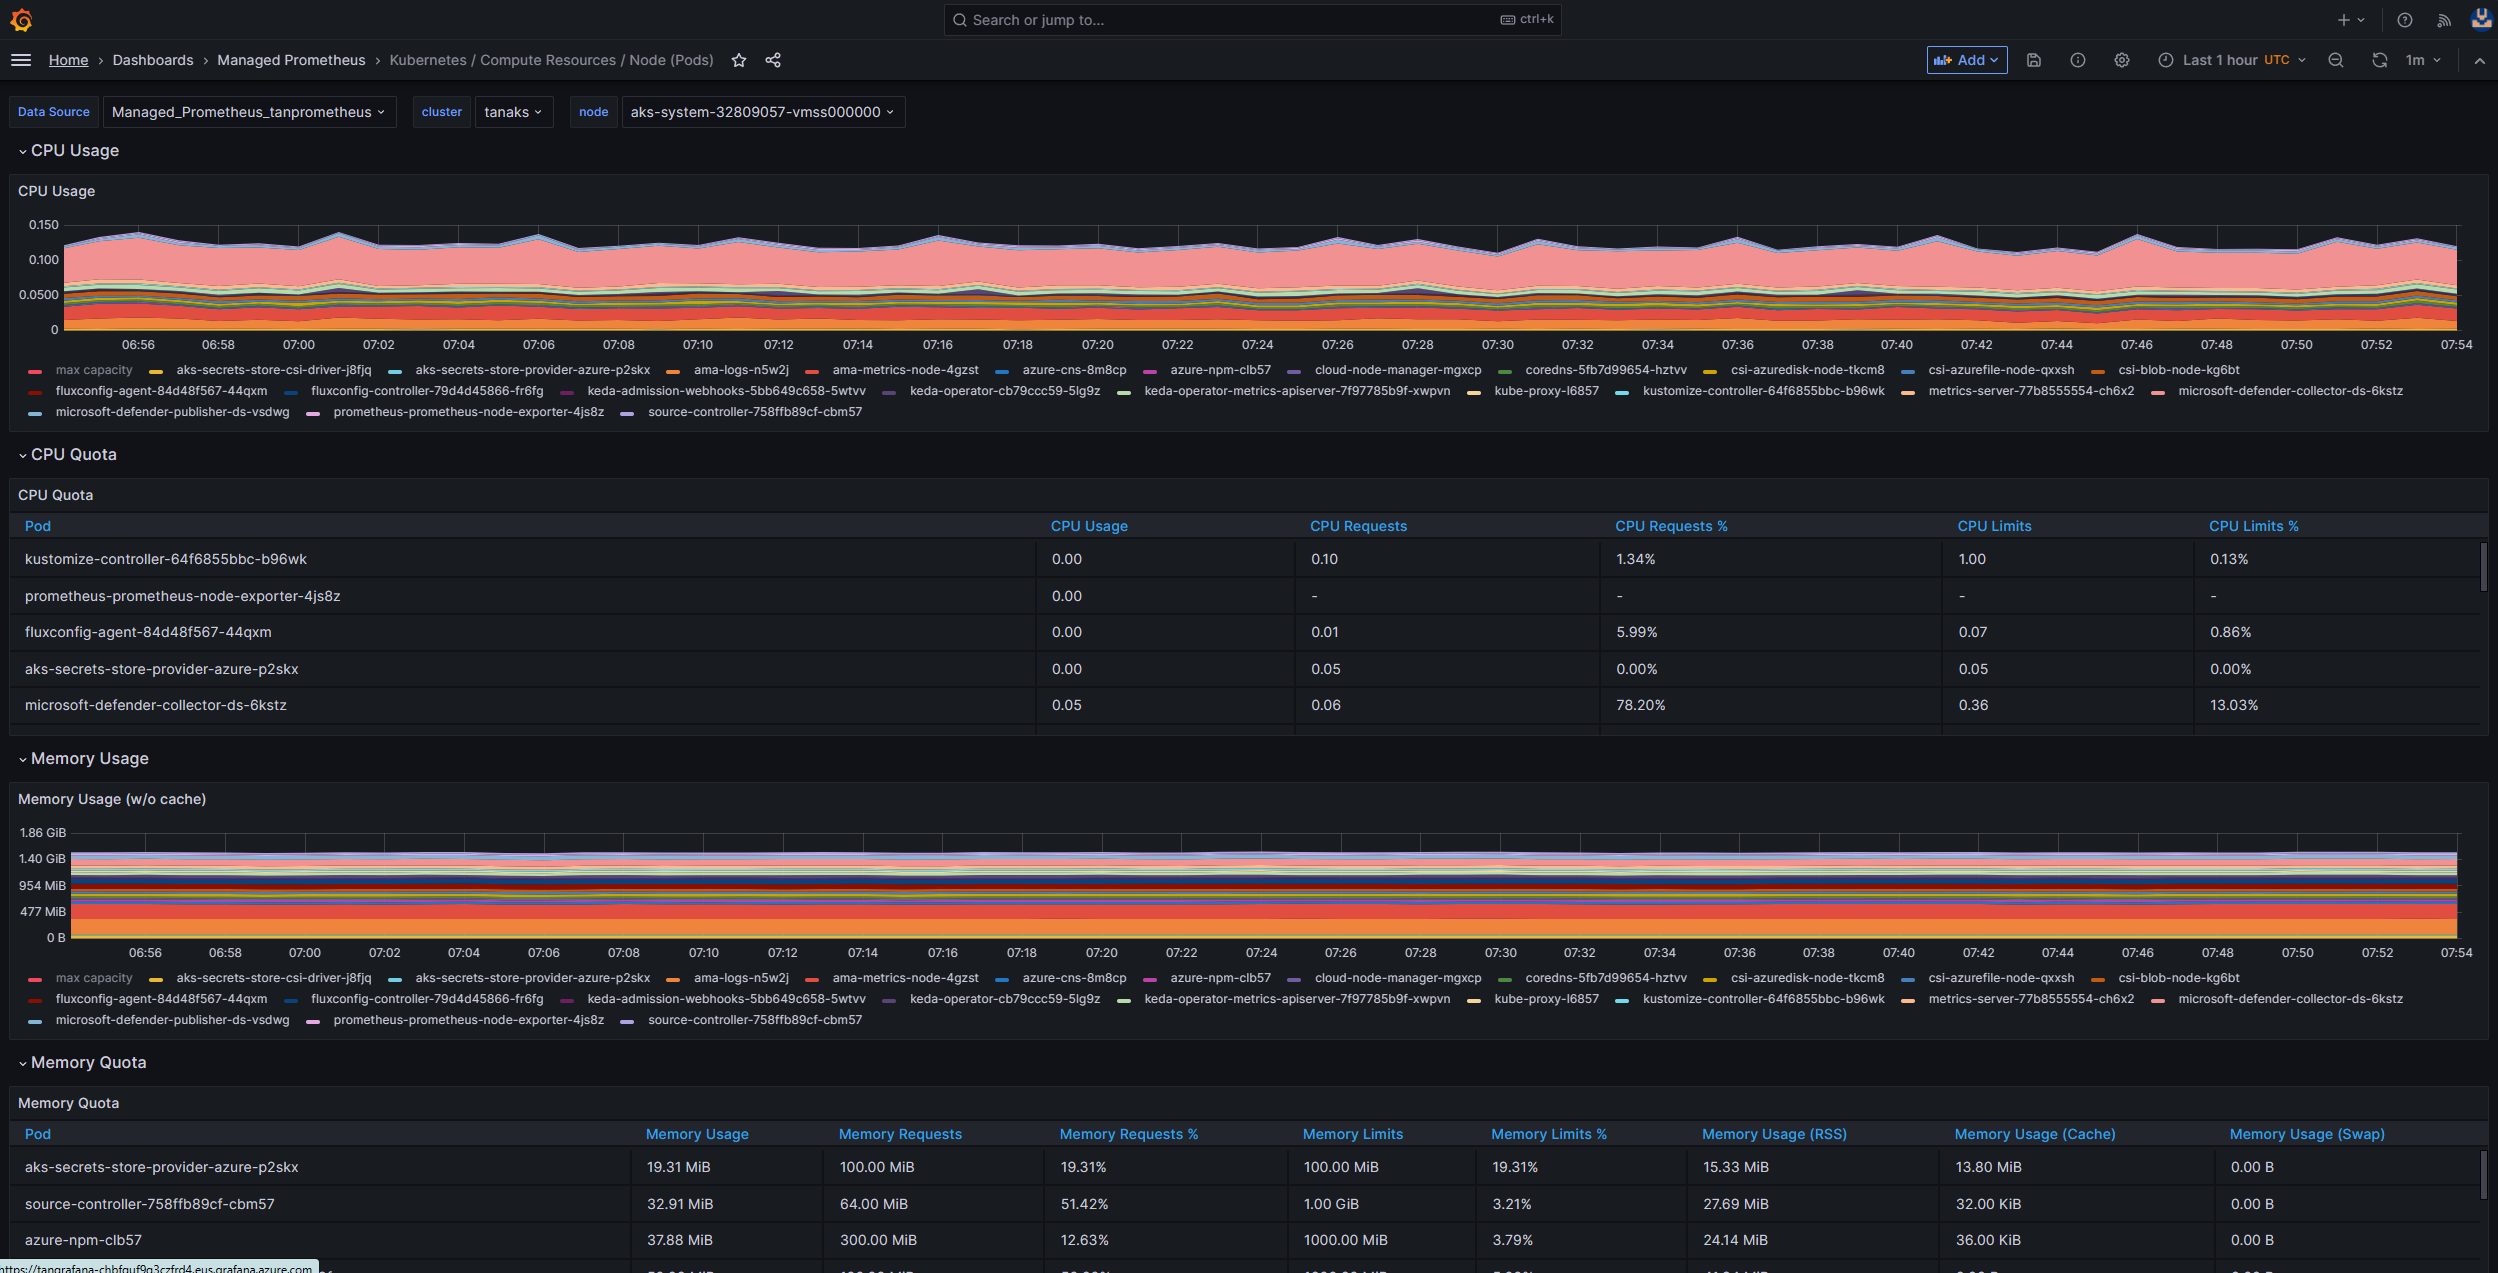 Search or jump to... ctrl+k
Home › Dashboards › Managed Prometheus › Kubernetes / Compute Resources / Node (Pods) Add Last 1 hour UTC 1m
Data Source Managed_Prometheus_tanprometheus cluster tanaks node aks-system-32809057-vmss000000
CPU Usage
CPU Usage
0.150
0.100
0.0500
0
06:56 06:58 07:00 07:02 07:04 07:06 07:08 07:10 07:12 07:14 07:16 07:18 07:20 07:22 07:24 07:26 07:28 07:30 07:32 07:34 07:36 07:38 07:40 07:42 07:44 07:46 07:48 07:50 07:52 07:54
max capacity aks-secrets-store-csi-driver-j8fjq aks-secrets-store-provider-azure-p2skx ama-logs-n5w2j ama-metrics-node-4gzst azure-cns-8m8cp azure-npm-clb57 cloud-node-manager-mgxcp coredns-5fb7d99654-hztvv csi-azuredisk-node-tkcm8 csi-azurefile-node-qxxsh csi-blob-node-kg6bt
fluxconfig-agent-84d48f567-44qxm fluxconfig-controller-79d4d45866-fr6fg keda-admission-webhooks-5bb649c658-5wtvv keda-operator-cb79ccc59-5lg9z keda-operator-metrics-apiserver-7f97785b9f-xwpvn kube-proxy-l6857 kustomize-controller-64f6855bbc-b96wk metrics-server-77b8555554-ch6x2 microsoft-defender-collector-ds-6kstz
microsoft-defender-publisher-ds-vsdwg prometheus-prometheus-node-exporter-4js8z source-controller-758ffb89cf-cbm57
CPU Quota
CPU Quota
Pod CPU Usage CPU Requests CPU Requests % CPU Limits CPU Limits %
kustomize-controller-64f6855bbc-b96wk 0.00 0.10 1.34% 1.00 0.13%
prometheus-prometheus-node-exporter-4js8z 0.00 - - - -
fluxconfig-agent-84d48f567-44qxm 0.00 0.01 5.99% 0.07 0.86%
aks-secrets-store-provider-azure-p2skx 0.00 0.05 0.00% 0.05 0.00%
microsoft-defender-collector-ds-6kstz 0.05 0.06 78.20% 0.36 13.03%
Memory Usage
Memory Usage (w/o cache)
1.86 GiB
1.40 GiB
954 MiB
477 MiB
0 B
06:56 06:58 07:00 07:02 07:04 07:06 07:08 07:10 07:12 07:14 07:16 07:18 07:20 07:22 07:24 07:26 07:28 07:30 07:32 07:34 07:36 07:38 07:40 07:42 07:44 07:46 07:48 07:50 07:52 07:54
max capacity aks-secrets-store-csi-driver-j8fjq aks-secrets-store-provider-azure-p2skx ama-logs-n5w2j ama-metrics-node-4gzst azure-cns-8m8cp azure-npm-clb57 cloud-node-manager-mgxcp coredns-5fb7d99654-hztvv csi-azuredisk-node-tkcm8 csi-azurefile-node-qxxsh csi-blob-node-kg6bt
fluxconfig-agent-84d48f567-44qxm fluxconfig-controller-79d4d45866-fr6fg keda-admission-webhooks-5bb649c658-5wtvv keda-operator-cb79ccc59-5lg9z keda-operator-metrics-apiserver-7f97785b9f-xwpvn kube-proxy-l6857 kustomize-controller-64f6855bbc-b96wk metrics-server-77b8555554-ch6x2 microsoft-defender-collector-ds-6kstz
microsoft-defender-publisher-ds-vsdwg prometheus-prometheus-node-exporter-4js8z source-controller-758ffb89cf-cbm57
Memory Quota
Memory Quota
Pod Memory Usage Memory Requests Memory Requests % Memory Limits Memory Limits % Memory Usage (RSS) Memory Usage (Cache) Memory Usage (Swap)
aks-secrets-store-provider-azure-p2skx 19.31 MiB 100.00 MiB 19.31% 100.00 MiB 19.31% 15.33 MiB 13.80 MiB 0.00 B
source-controller-758ffb89cf-cbm57 32.91 MiB 64.00 MiB 51.42% 1.00 GiB 3.21% 27.69 MiB 32.00 KiB 0.00 B
azure-npm-clb57 37.88 MiB 300.00 MiB 12.63% 1000.00 MiB 3.79% 24.14 MiB 36.00 KiB 0.00 B